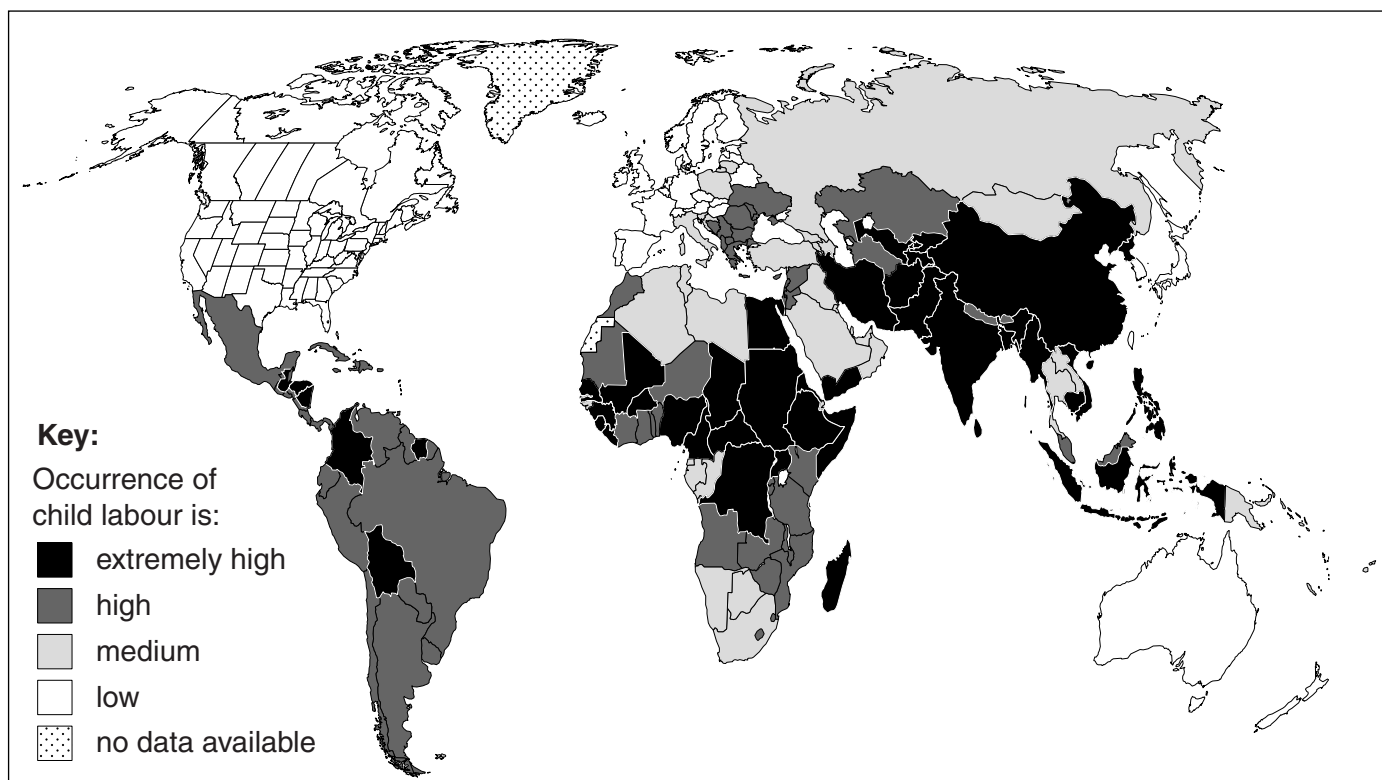 Key:
Occurrence of
child labour is:
extremely high
high
medium
low
no data available